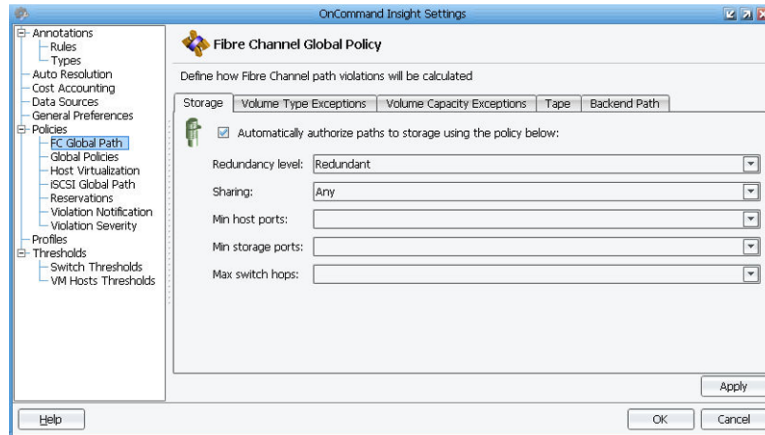 OnCommand Insight Settings
Annotations
Rules
Types
Auto Resolution
Cost Accounting
Data Sources
General Preferences
Policies
FC Global Path
Global Policies
Host Virtualization
iSCSI Global Path
Reservations
Violation Notification
Violation Severity
Profiles
Thresholds
Switch Thresholds
VM Hosts Thresholds
Fibre Channel Global Policy
Define how Fibre Channel path violations will be calculated
Storage Volume Type Exceptions Volume Capacity Exceptions Tape Backend Path
Automatically authorize paths to storage using the policy below:
Redundancy level: Redundant
Sharing: Any
Min host ports:
Min storage ports:
Max switch hops:
Apply
Help OK Cancel